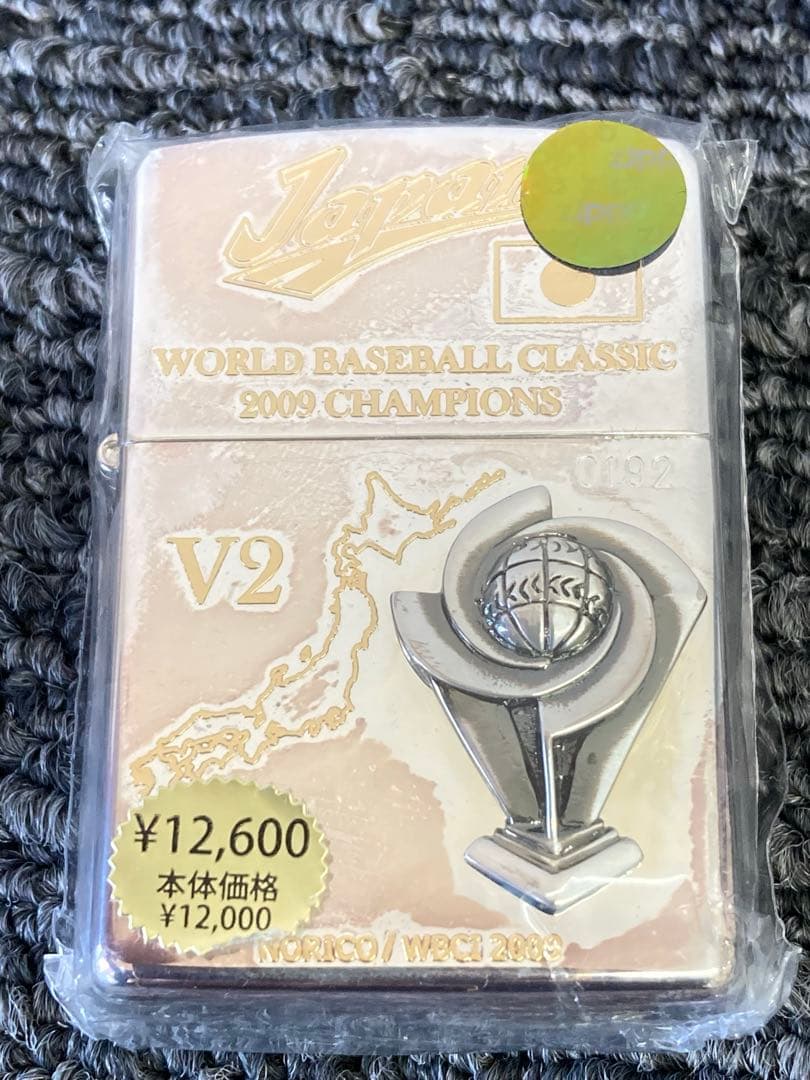 Japan
WORLD BASEBALL CLASSIC
2009 CHAMPIONS
0192
V2
¥12,600
本体価格
¥12,000
NORICO / WBCI 2009